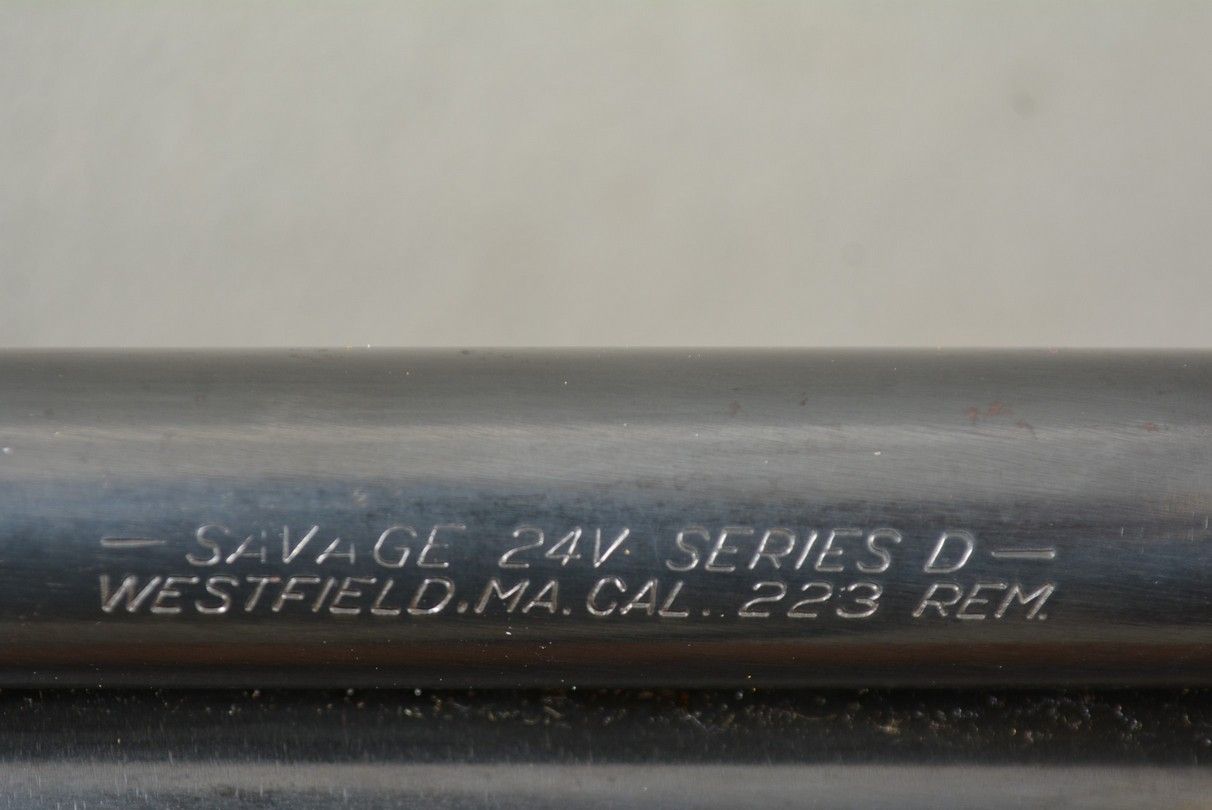 — SAVAGE 24V SERIES D —
WESTFIELD.MA. CAL. 223 REM.